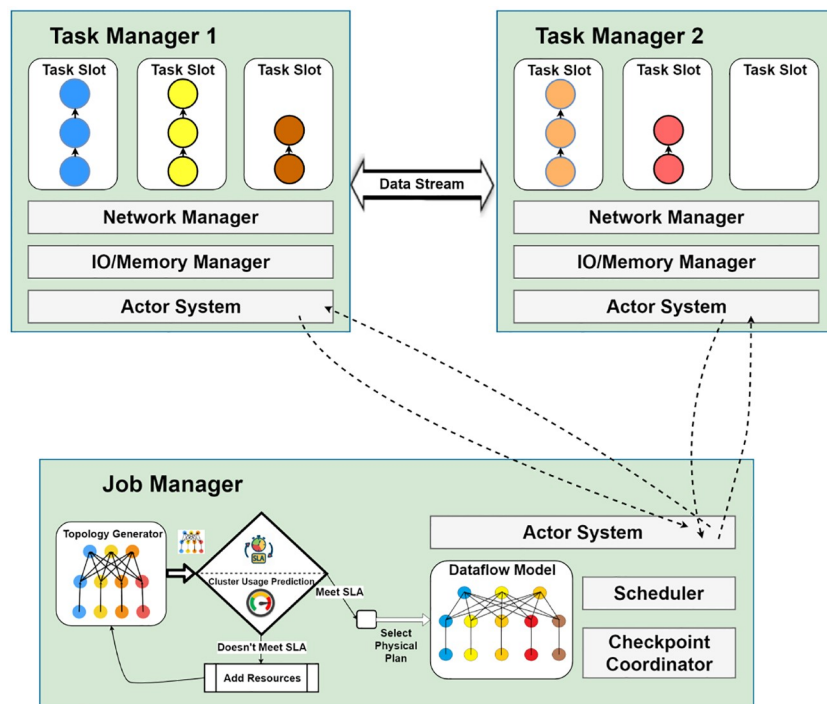 Task Manager 1
Task Slot
Task Slot
Task Slot
Network Manager
IO/Memory Manager
Actor System
Data Stream
Task Manager 2
Task Slot
Task Slot
Task Slot
Network Manager
IO/Memory Manager
Actor System
Job Manager
Topology Generator
SLA
Cluster Usage Prediction
Meet SLA
Doesn't Meet SLA
Add Resources
Select
Physical
Plan
Actor System
Dataflow Model
Scheduler
Checkpoint
Coordinator